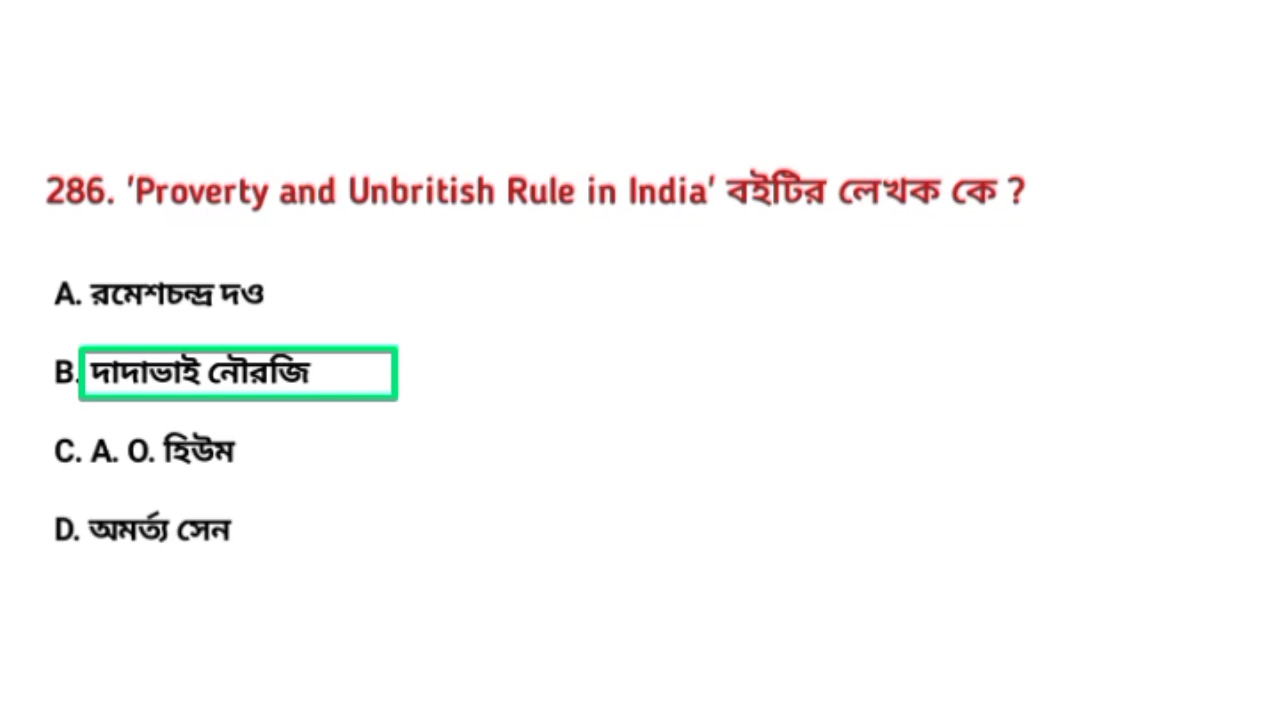 286. 'Proverty and Unbritish Rule in India' বইটির লেখক কে ?
A. রমেশচন্দ্র দও
B. দাদাভাই নৌরজি
C. A. O. হিউম
D. অমর্ত্য সেন